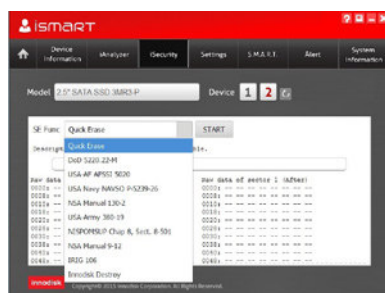 iSMART
Device Information
iAnalyzer
iSecurity
Settings
S.M.A.R.T.
Alert
System Information
Model 2.5" SATA SSD 3MR3-P Device 1 2
SE Func Quick Erase START
Quick Erase
DoD 5220.22-M
USA-AF AFSSI 5020
USA Navy NAVSO P-5239-26
NSA Manual 130-2
USA-Army 380-19
NISPOMSUP Chap 8, Sect. 8-501
NSA Manual 9-12
IRIG 106
Innodisk Destroy
Raw data of sector 1 (After)
innodisk Copyright© 2015 Innodisk Corporation. All Rights Reserved.